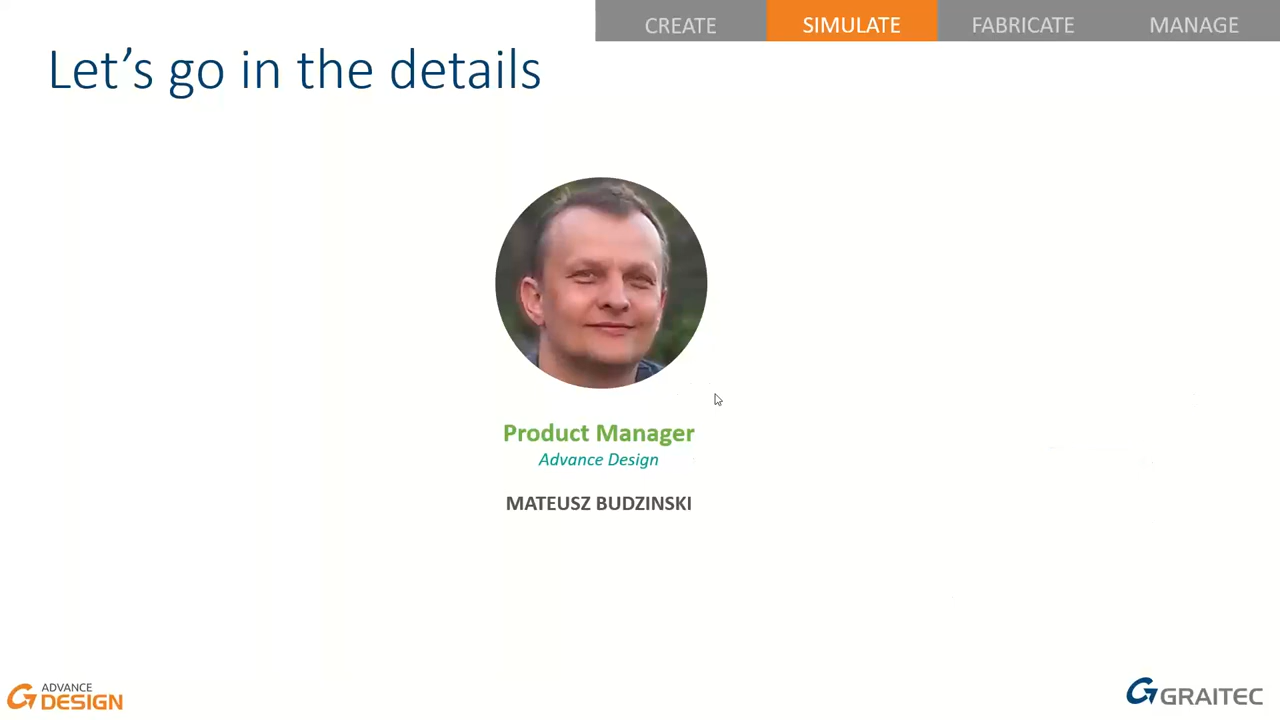 CREATE SIMULATE FABRICATE MANAGE
Let's go in the details
Product Manager
Advance Design
MATEUSZ BUDZINSKI
ADVANCE
DESIGN
GRAITEC